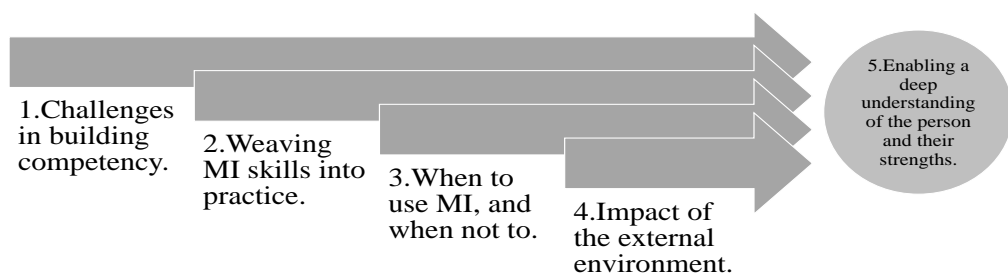 1.Challenges
in building
competency.
2.Weaving
MI skills into
practice.
3.When to
use MI, and
when not to.
4.Impact of
the external
environment.
5.Enabling a
deep
understanding
of the person
and their
strengths.